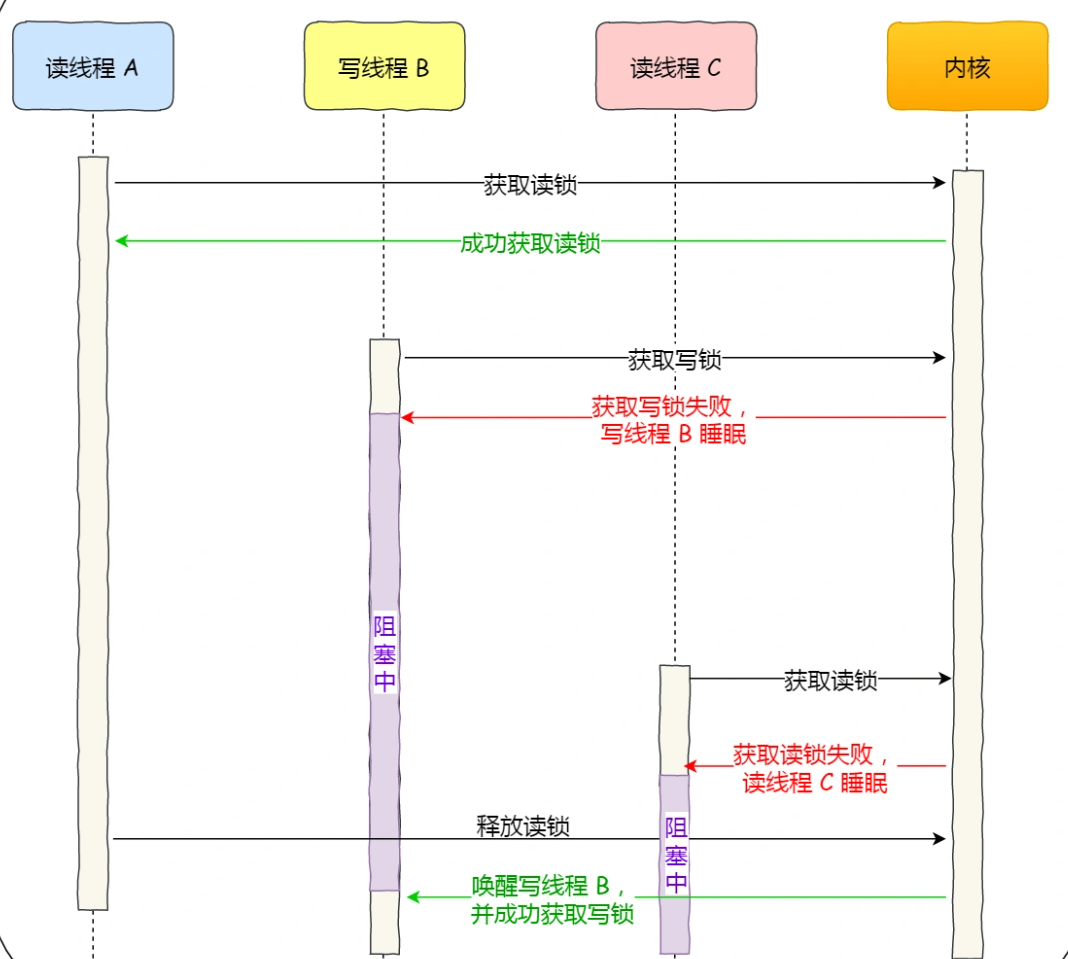 读线程 A
写线程 B
读线程 C
内核
获取读锁
成功获取读锁
获取写锁
获取写锁失败，
写线程 B 睡眠
阻
塞
中
获取读锁
获取读锁失败，
读线程 C 睡眠
释放读锁
阻
塞
中
唤醒写线程 B，
并成功获取写锁